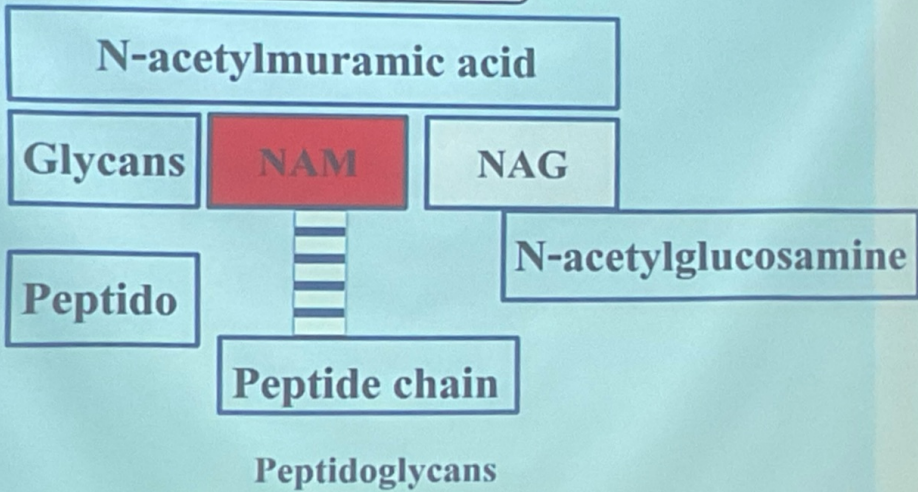 N-acetylmuramic acid
Glycans
NAM
NAG
N-acetylglucosamine
Peptido
Peptide chain
Peptidoglycans